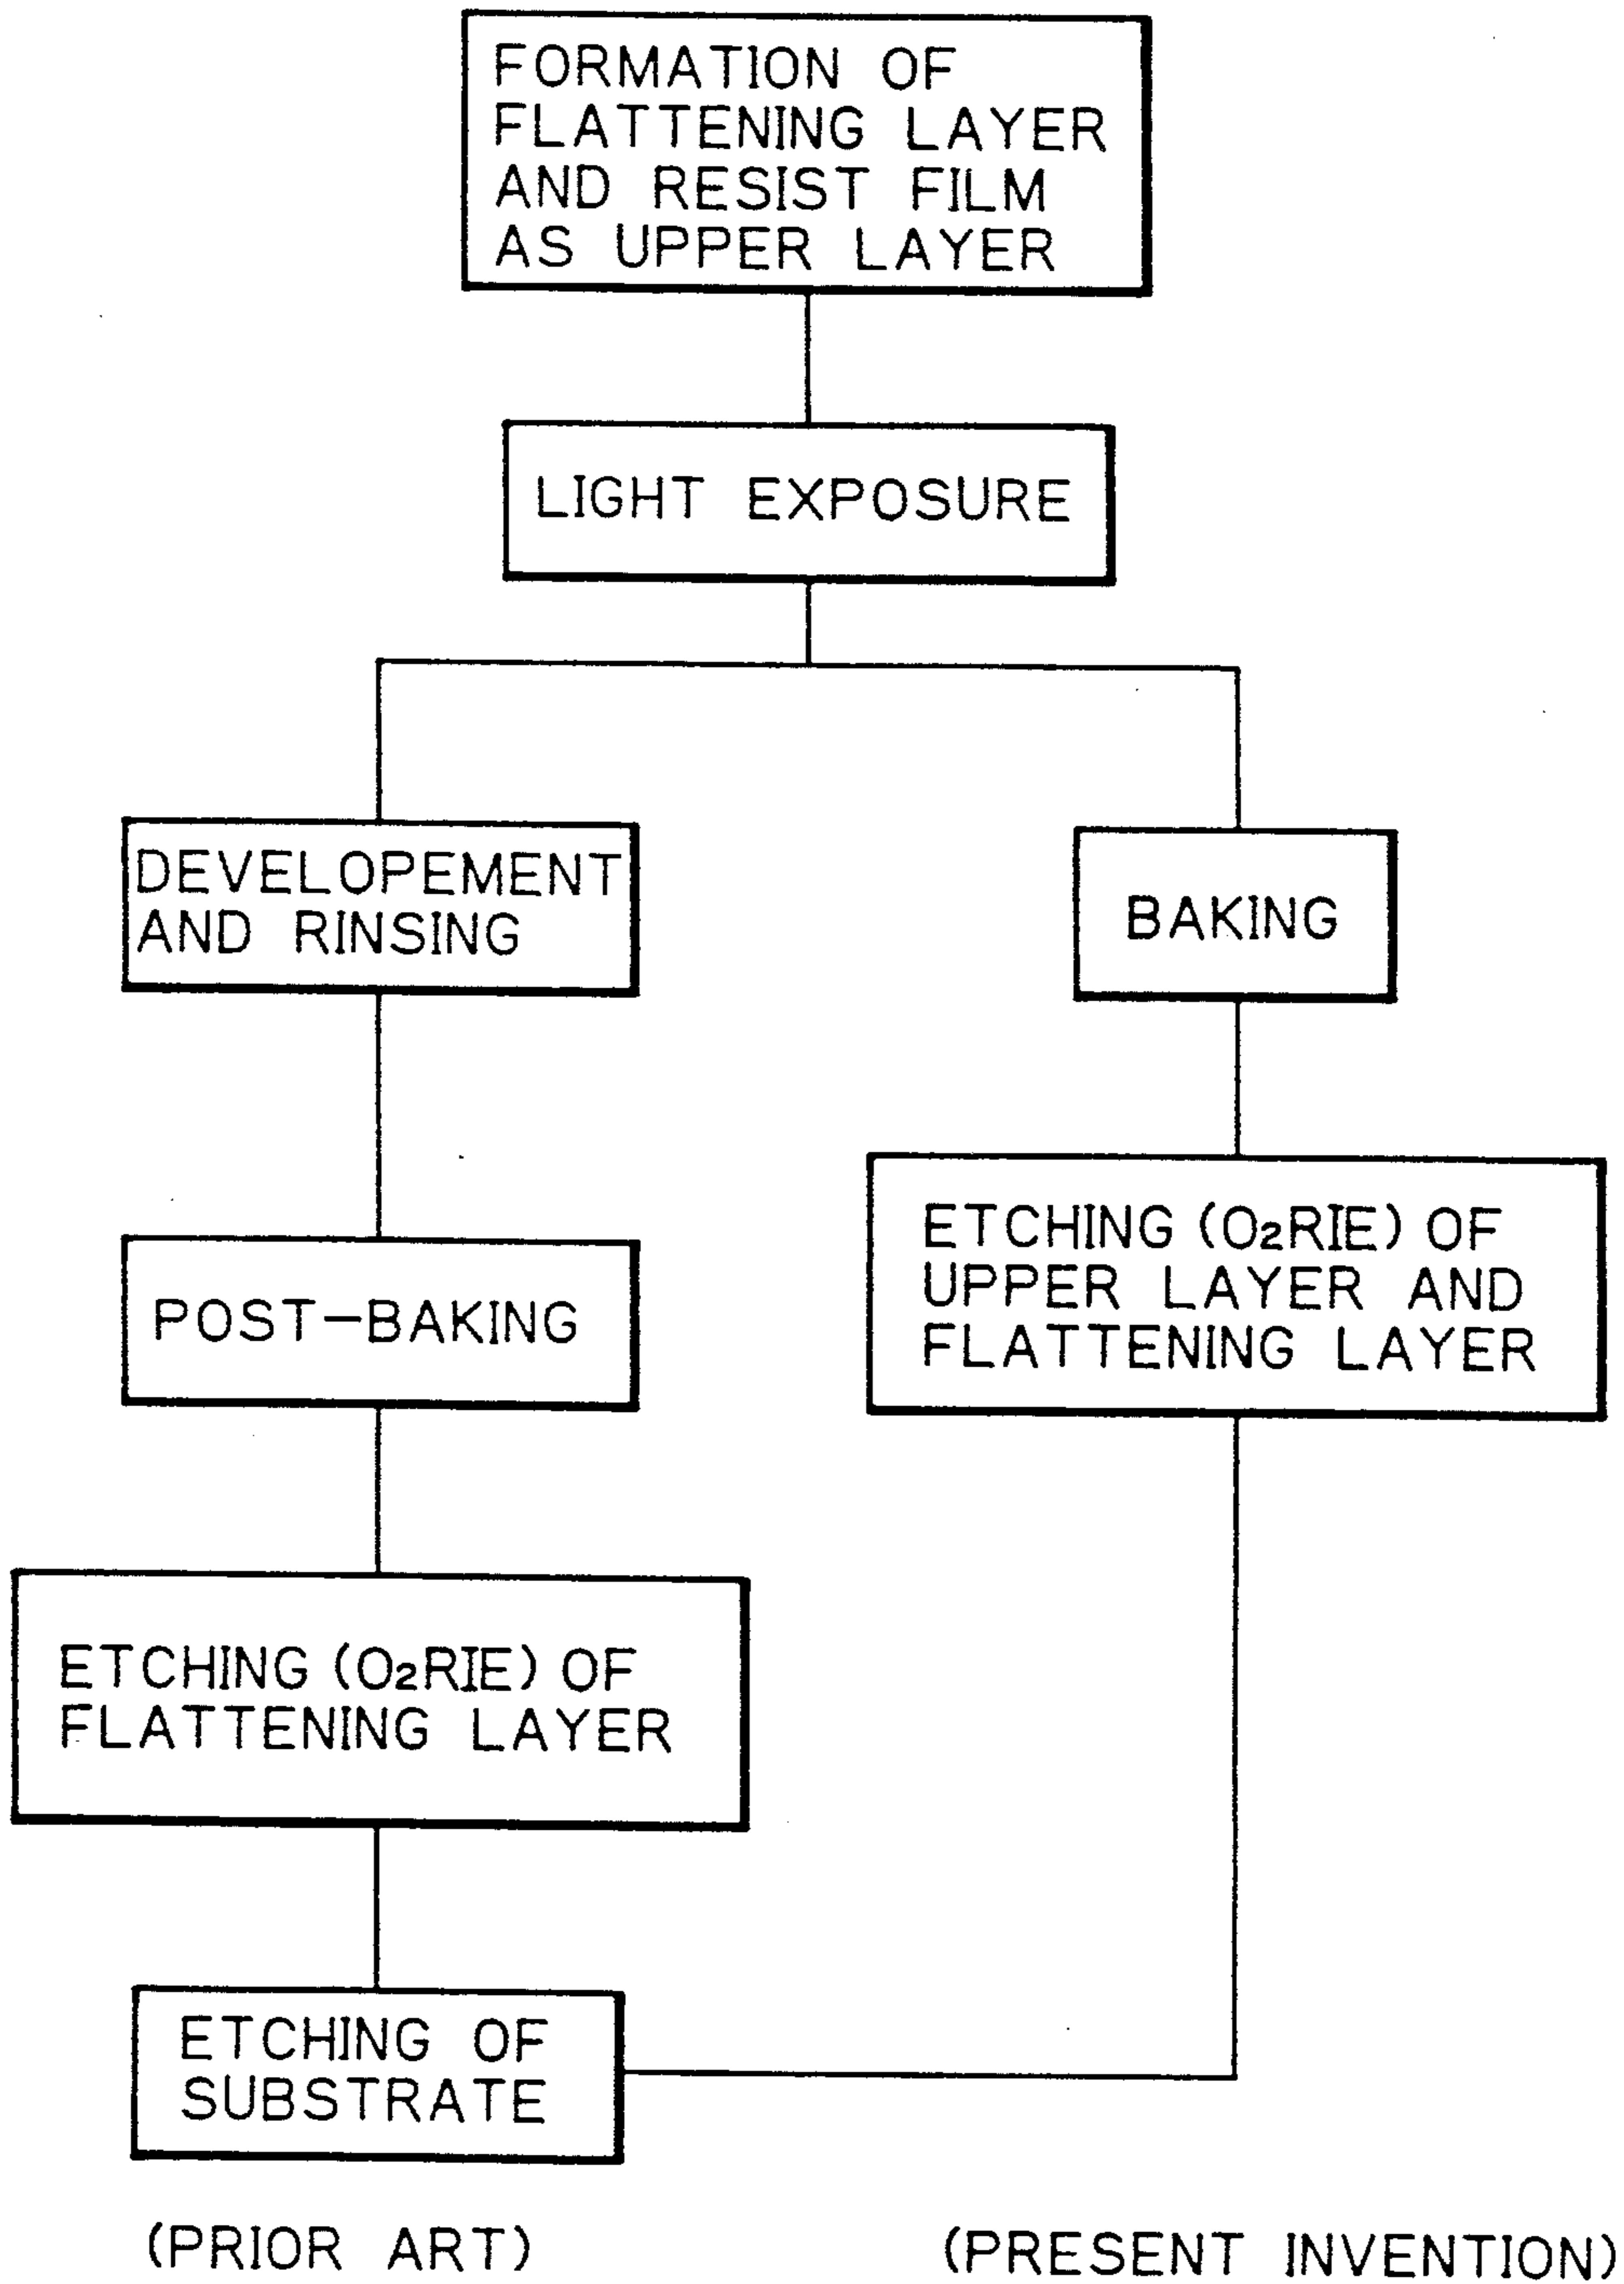 FORMATION OF
FLATTENING LAYER
AND RESIST FILM
AS UPPER LAYER
LIGHT EXPOSURE
DEVELOPEMENT
AND RINSING
BAKING
POST-BAKING
ETCHING (O₂RIE) OF
UPPER LAYER AND
FLATTENING LAYER
ETCHING (O₂RIE) OF
FLATTENING LAYER
ETCHING OF
SUBSTRATE
(PRIOR ART)
(PRESENT INVENTION)